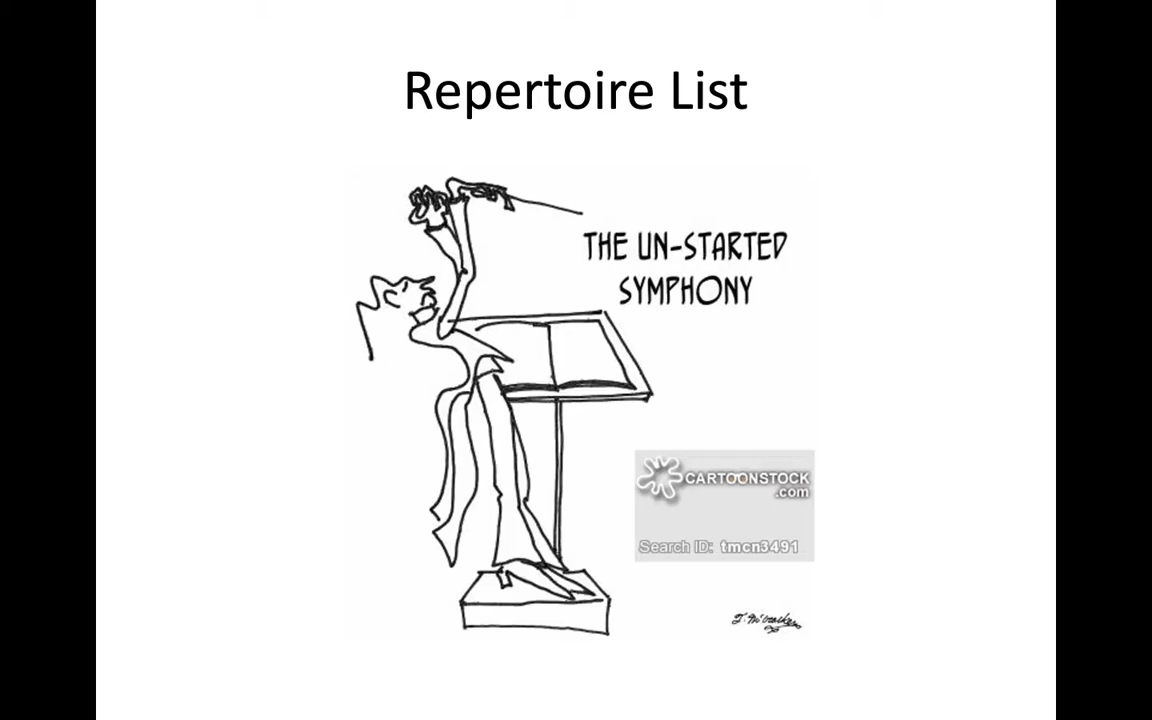 Repertoire List
THE UN-STARTED
SYMPHONY
CARTOONSTOCK
.com
Search ID: tmcn3491